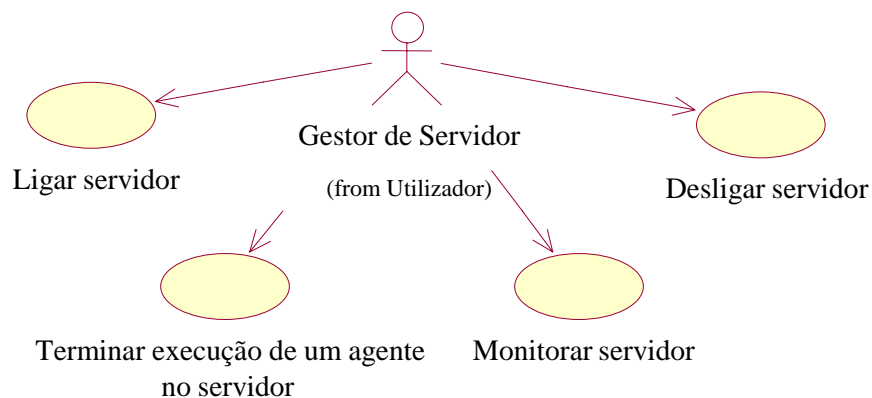 Gestor de Servidor
(from Utilizador)
Ligar servidor
Desligar servidor
Terminar execução de um agente
no servidor
Monitorar servidor